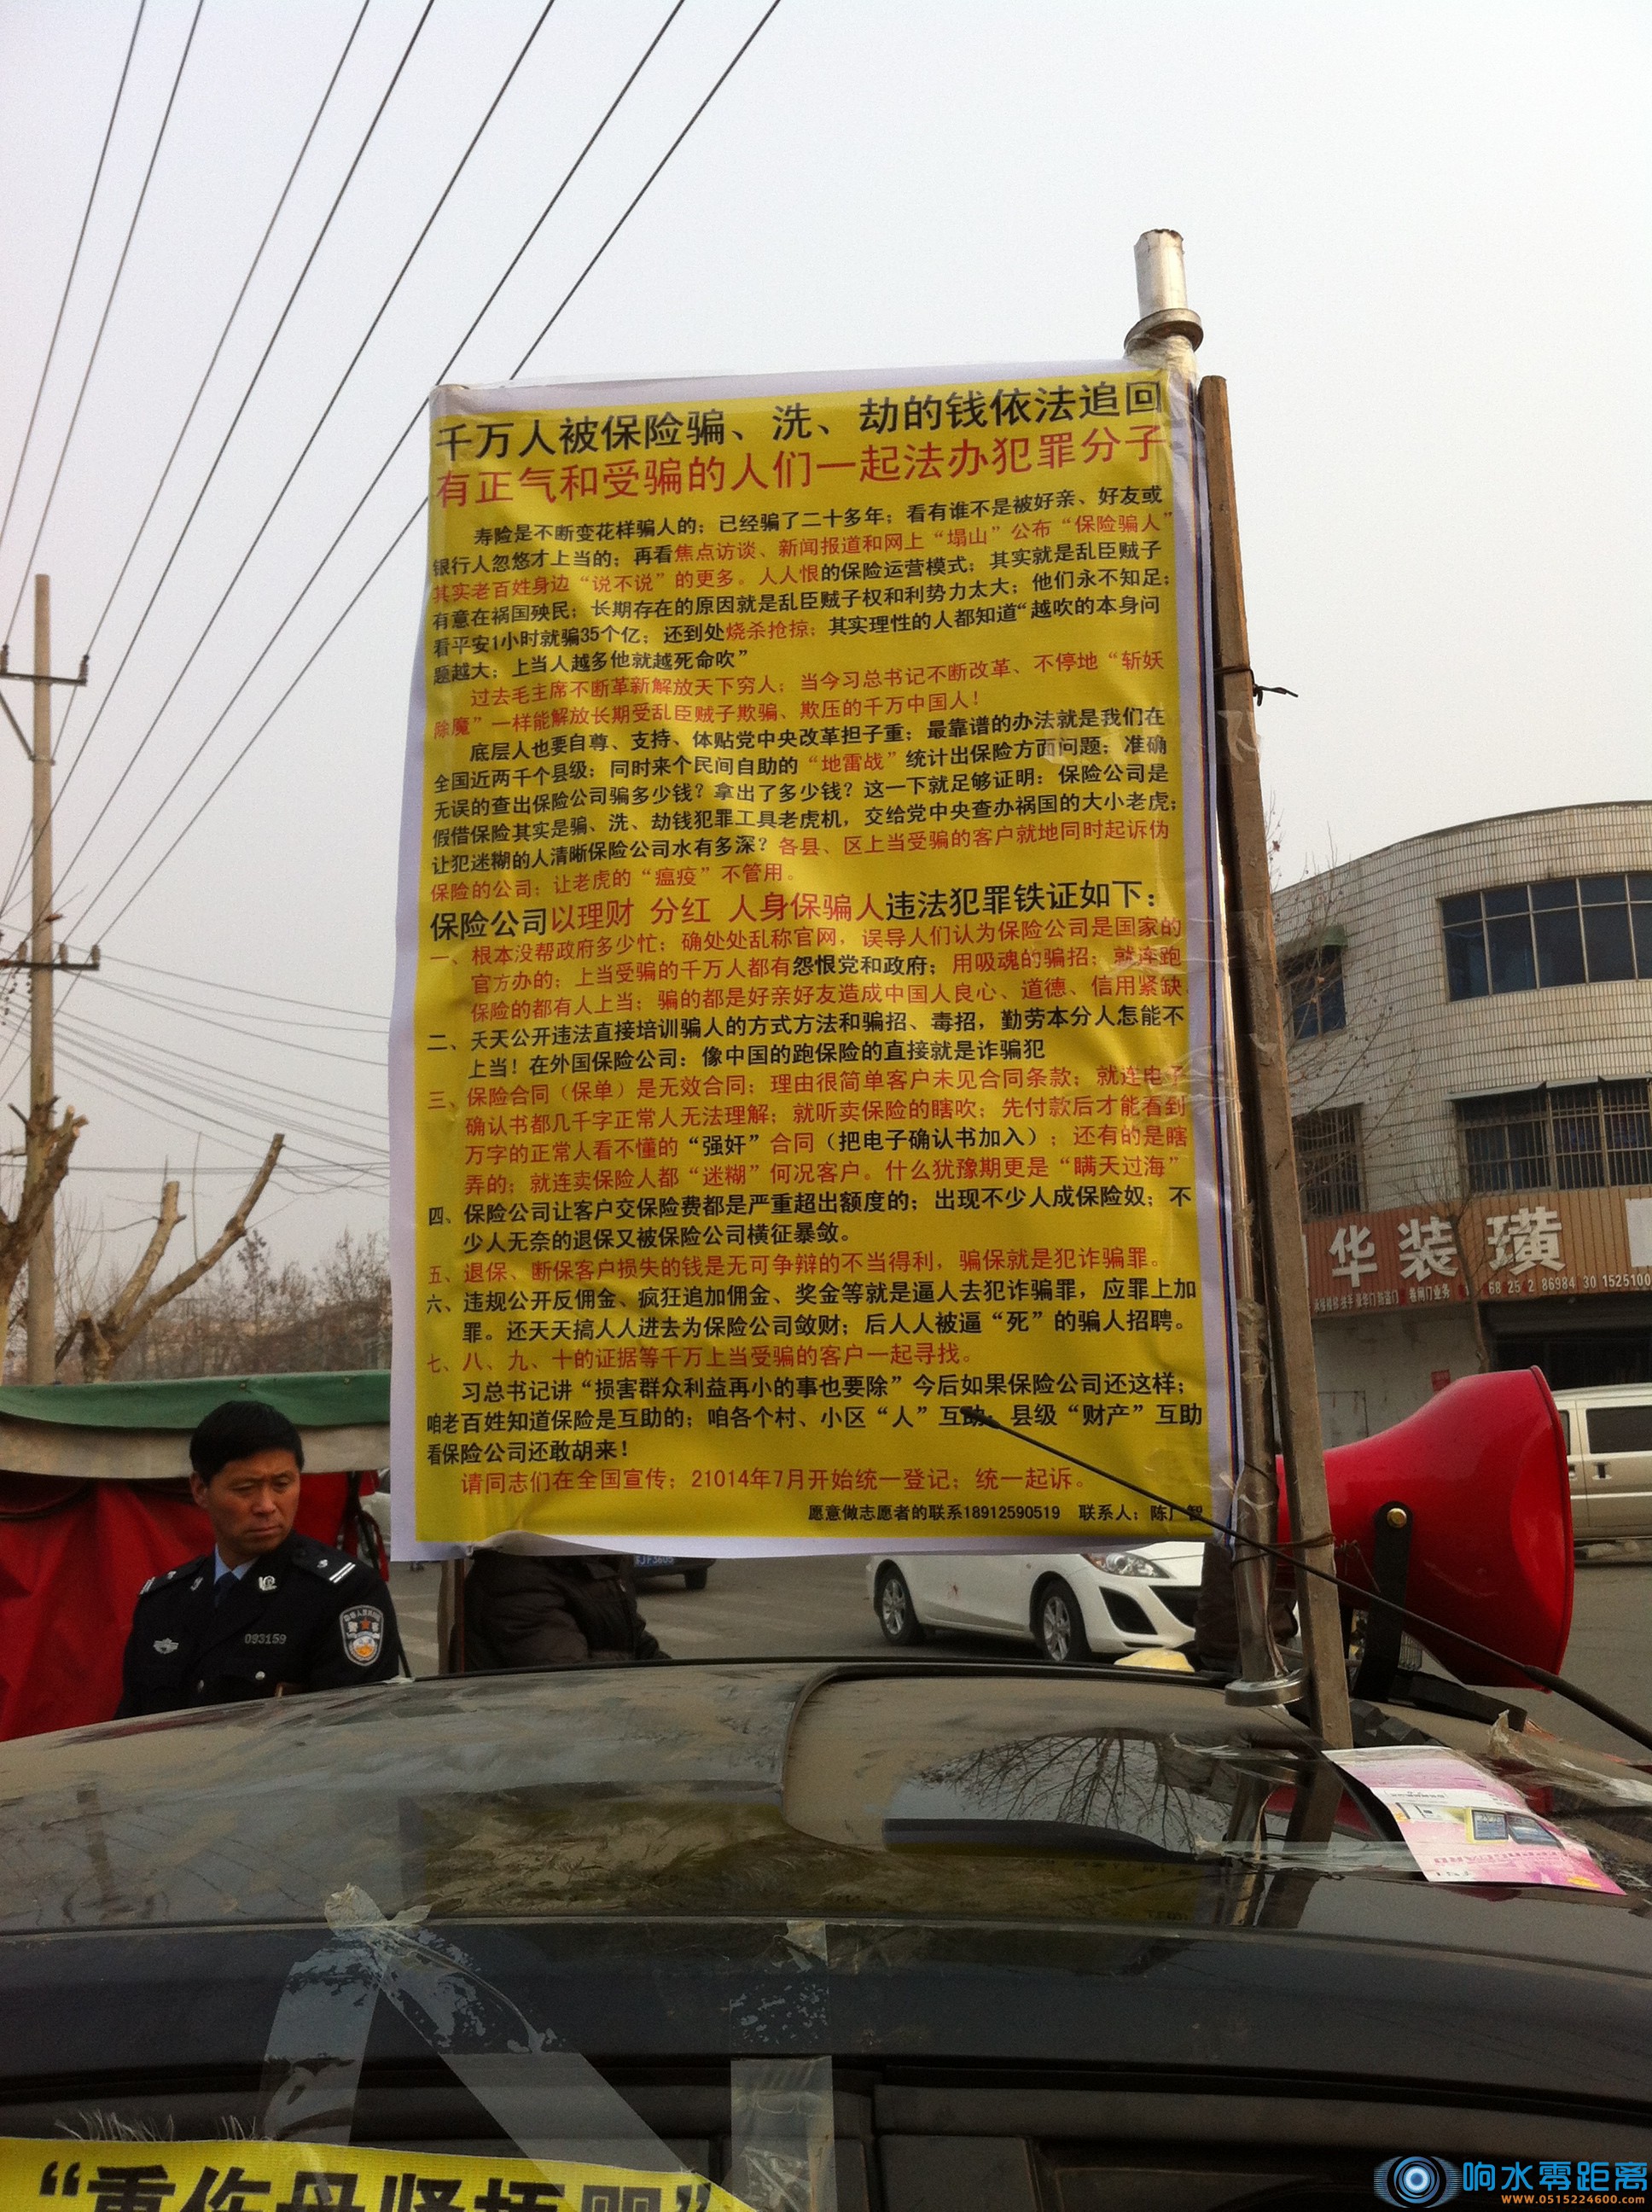 千万人被保险骗、洗、劫的钱依法追回
有正气和受骗的人们一起法办犯罪分子
寿险是不断变花样骗人的；已经骗了二十多年；看有谁不是被好亲、好友或
银行人忽悠才上当的；再看焦点访谈、新闻报道和网上“塌山”公布“保险骗人”
其实老百姓身边“说不说”的更多。人人恨的保险运营模式；其实就是乱臣贼子
有意在祸国殃民；长期存在的原因就是乱臣贼子权和利势力太大；他们永不知足；
看平安1小时就骗35个亿；还到处烧杀抢掠；其实理性的人都知道“越吹的本身问
题越大；上当人越多他就越死命吹”
过去毛主席不断革新解放天下穷人；当今习总书记不断改革、不停地“斩妖
除魔”一样能解放长期受乱臣贼子欺骗、欺压的千万中国人！
底层人也要自尊、支持、体贴党中央改革担子重；最靠谱的办法就是我们在
全国近两千个县级；同时来个民间自助的“地雷战”统计出保险方面问题；准确
无误的查出保险公司骗多少钱？拿出了多少钱？这一下就足够证明：保险公司是
假借保险其实是骗、洗、劫钱犯罪工具老虎机，交给党中央查办祸国的大小老虎；
让犯迷糊的人清晰保险公司水有多深？各县、区上当受骗的客户就地同时起诉伪
保险的公司；让老虎的“瘟疫”不管用。
保险公司以理财 分红 人身保骗人违法犯罪铁证如下：
一、根本没帮政府多少忙；确处处乱称官网，误导人们认为保险公司是国家的
官方办的；上当受骗的千万人都有怨恨党和政府；用吸魂的骗招；就连跑
保险的都有人上当；骗的都是好亲好友造成中国人良心、道德、信用紧缺
二、天天公开违法直接培训骗人的方式方法和骗招、毒招，勤劳本分人怎能不
上当！在外国保险公司：像中国的跑保险的直接就是诈骗犯
三、保险合同（保单）是无效合同；理由很简单客户未见合同条款；就连电子
确认书都几千字正常人无法理解；就听卖保险的瞎吹；先付款后才能看到
万字的正常人看不懂的“强奸”合同（把电子确认书加入）；还有的是瞎
弄的；就连卖保险人都“迷糊”何况客户。什么犹豫期更是“瞒天过海”
四、保险公司让客户交保险费都是严重超出额度的；出现不少人成保险奴；不
少人无奈的退保又被保险公司横征暴敛。
五、退保、断保客户损失的钱是无可争辩的不当得利，骗保就是犯诈骗罪。
六、违规公开反佣金、疯狂追加佣金、奖金等就是逼人去犯诈骗罪，应罪上加
罪。还天天搞人人进去为保险公司敛财；后人人被逼“死”的骗人招聘。
七、八、九、十的证据等千万上当受骗的客户一起寻找。
习总书记讲“损害群众利益再小的事也要除”今后如果保险公司还这样；
咱老百姓知道保险是互助的；咱各个村、小区“人”互助、县级“财产”互助
看保险公司还敢胡来！
请同志们在全国宣传；21014年7月开始统一登记；统一起诉。
愿意做志愿者的联系18912590519 联系人：陈广智
华装璜
093159
响水零距离
www.0515224600.com